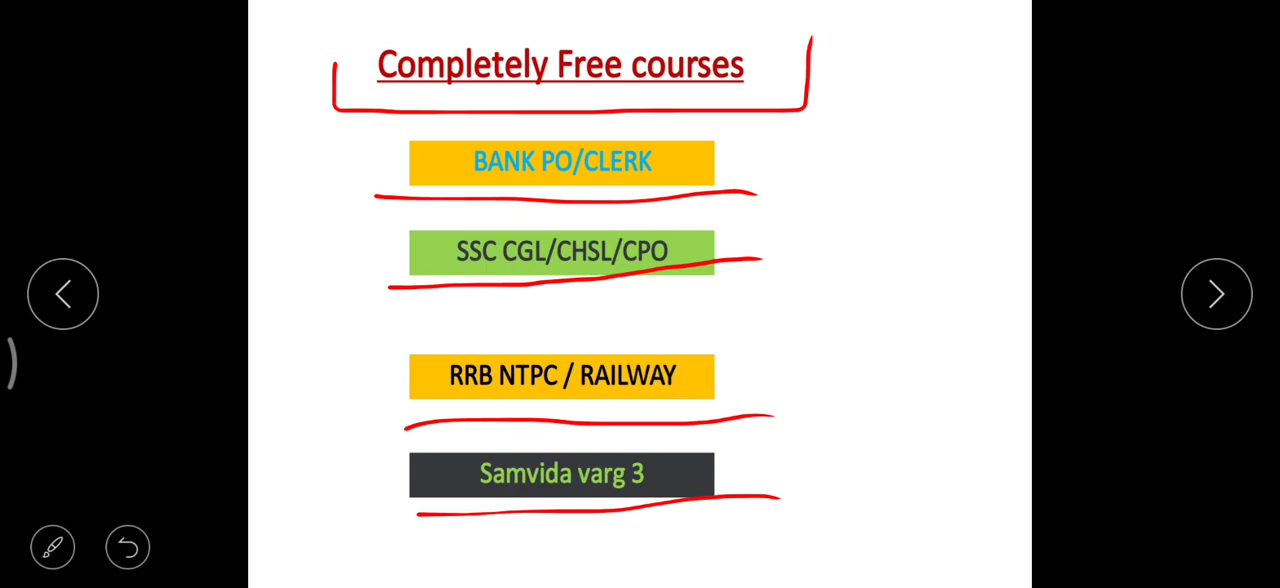 Completely Free courses
BANK PO/CLERK
SSC CGL/CHSL/CPO
RRB NTPC / RAILWAY
Samvida varg 3